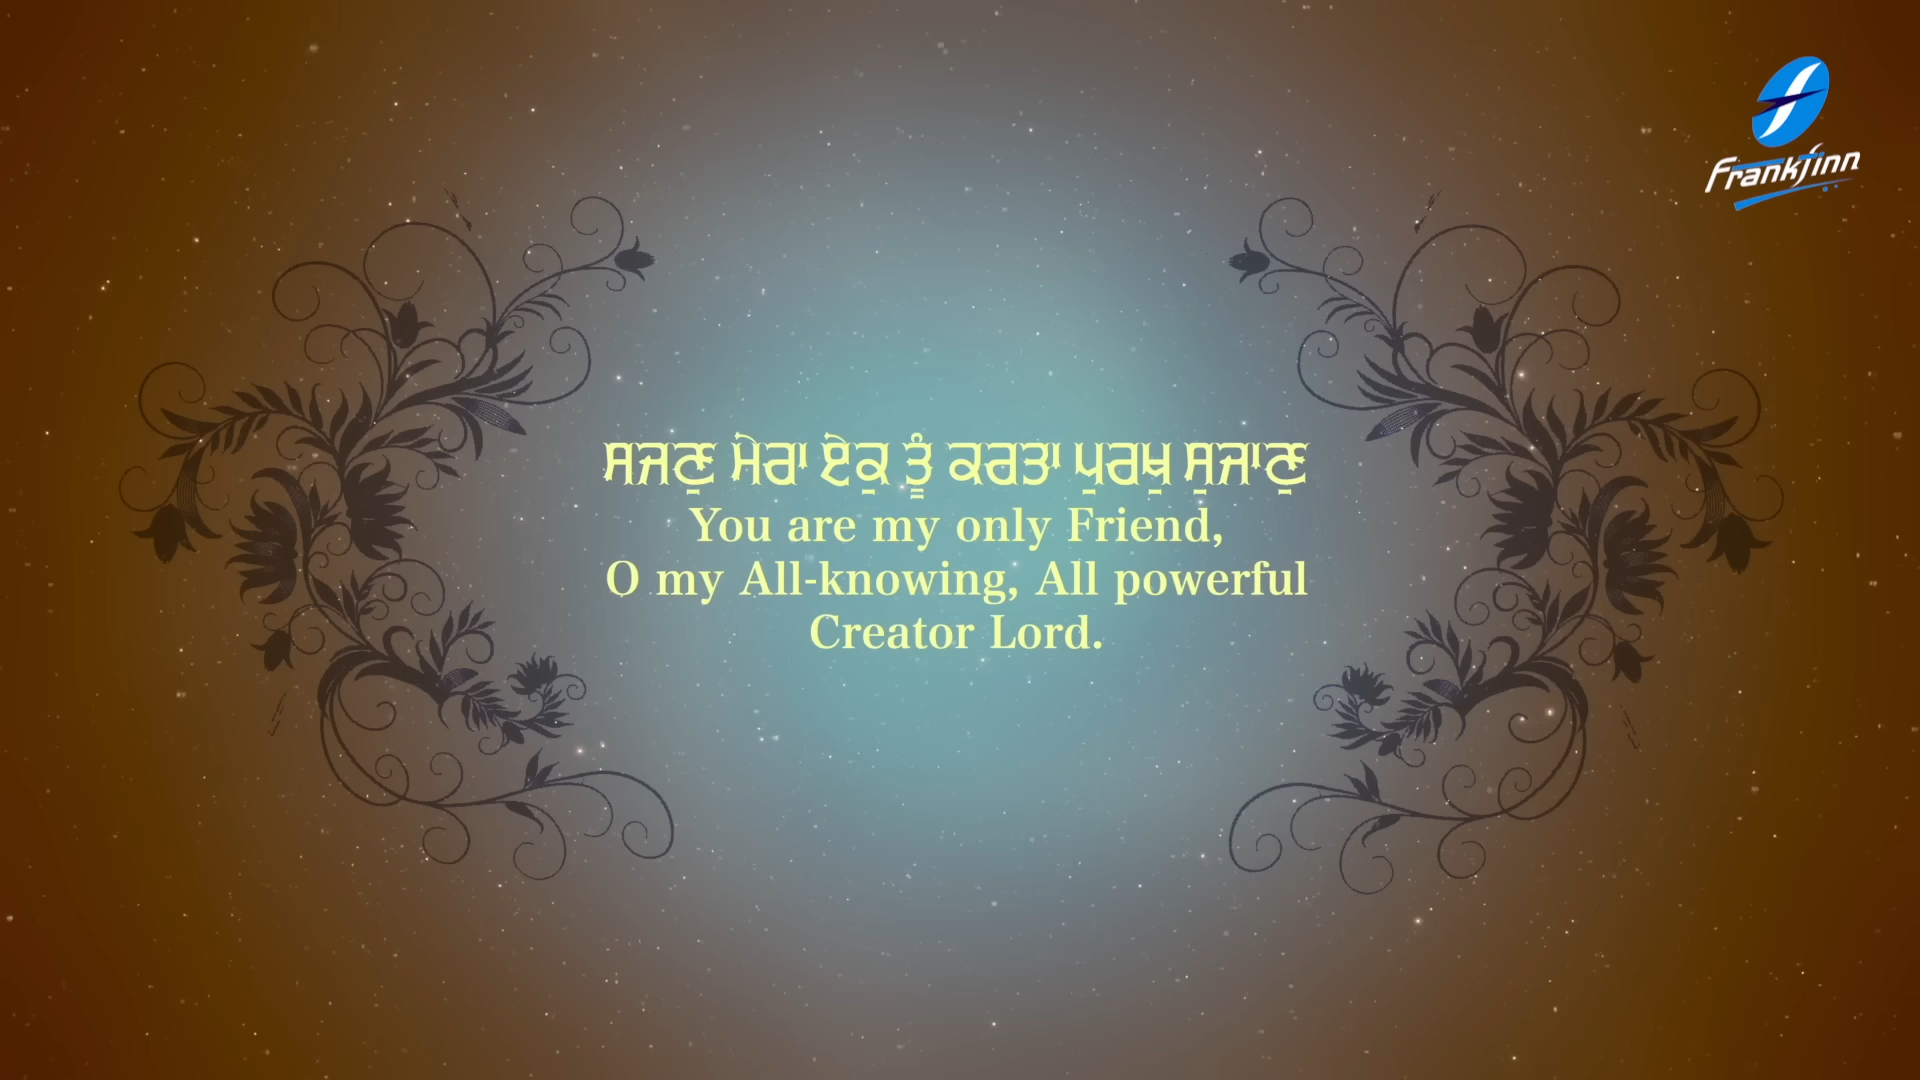 Frankfinn
ਸਜਣੁ ਮੇਰਾ ਏਕੁ ਤੂੰ ਕਰਤਾ ਪੁਰਖੁ ਸੁਜਾਣੁ
You are my only Friend,
O my All-knowing, All powerful
Creator Lord.